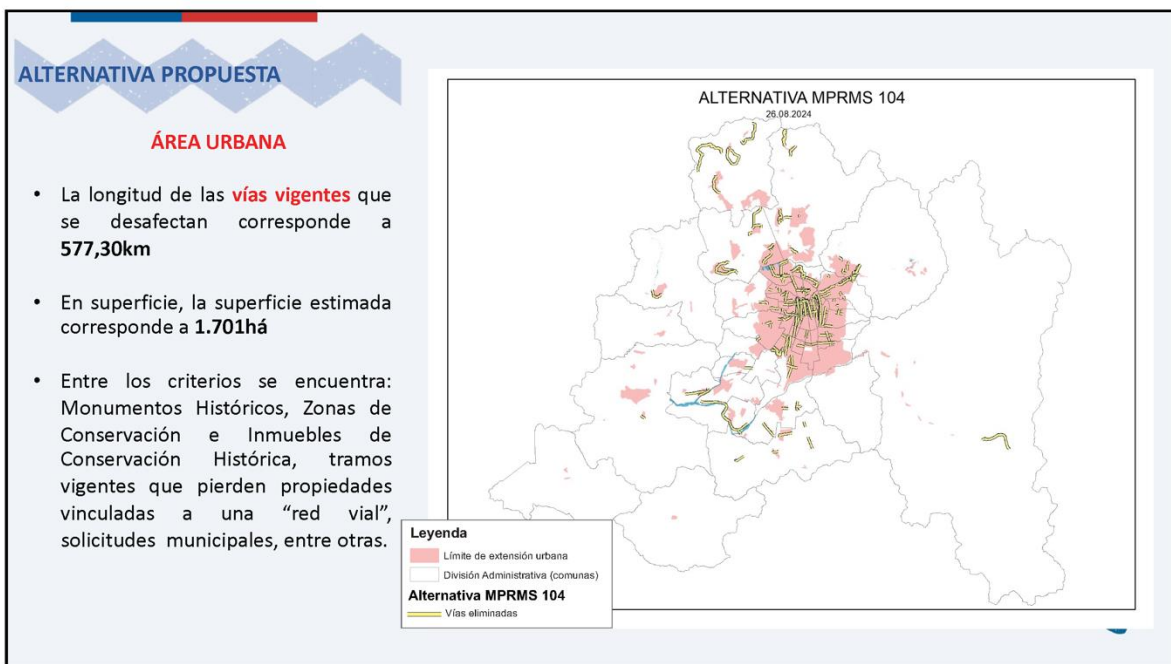 ALTERNATIVA PROPUESTA
ÁREA URBANA
• La longitud de las vías vigentes que
se desafectan corresponde a
577,30km
• En superficie, la superficie estimada
corresponde a 1.701há
• Entre los criterios se encuentra:
Monumentos Históricos, Zonas de
Conservación e Inmuebles de
Conservación Histórica, tramos
vigentes que pierden propiedades
vinculadas a una “red vial”,
solicitudes municipales, entre otras.
ALTERNATIVA MPRMS 104
26.08.2024
Leyenda
Límite de extensión urbana
División Administrativa (comunas)
Alternativa MPRMS 104
Vías eliminadas